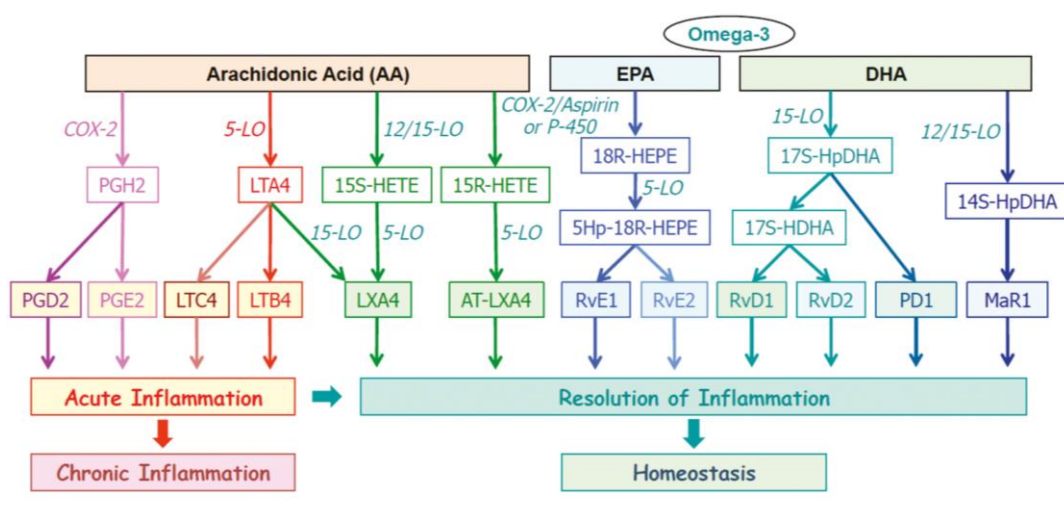 Omega-3
Arachidonic Acid (AA)
EPA
DHA
COX-2
5-LO
12/15-LO
COX-2/Aspirin
or P-450
15-LO
12/15-LO
PGH2
LTA4
15S-HETE
15R-HETE
18R-HEPE
17S-HpDHA
5-LO
14S-HpDHA
15-LO
5-LO
5-LO
5Hp-18R-HEPE
17S-HDHA
PGD2
PGE2
LTC4
LTB4
LXA4
AT-LXA4
RvE1
RvE2
RvD1
RvD2
PD1
MaR1
Acute Inflammation
Resolution of Inflammation
Chronic Inflammation
Homeostasis